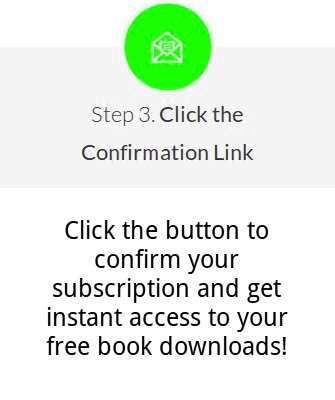 Step 3. Click the
Confirmation Link
Click the button to
confirm your
subscription and get
instant access to your
free book downloads!